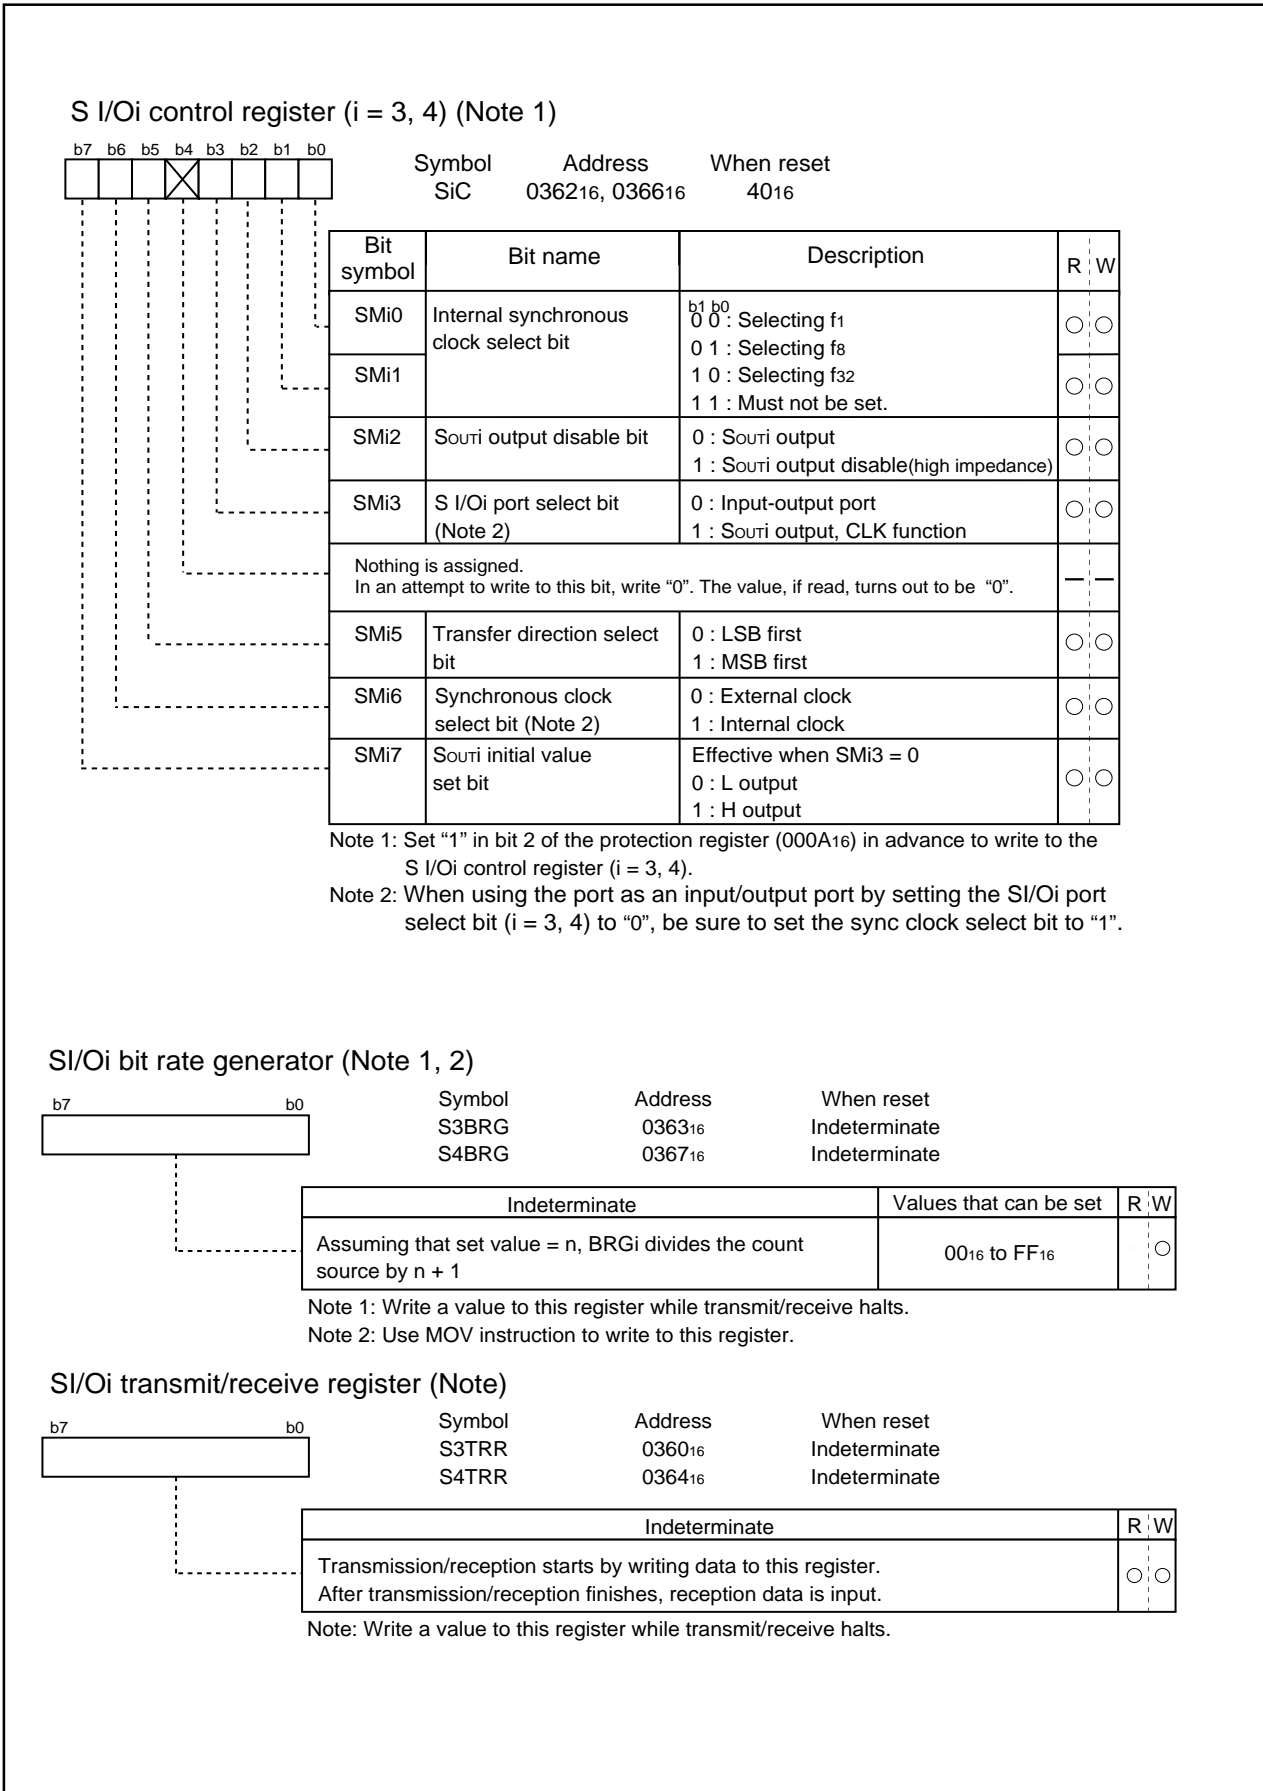 S I/Oi control register (i = 3, 4) (Note 1)
b7 b6 b5 b4 b3 b2 b1 b0
Symbol Address When reset
SiC 036216, 036616 4016
Bit symbol Bit name Description R W
SMi0 Internal synchronous clock select bit
b1 b0
0 0 : Selecting f1
0 1 : Selecting f8
SMi1 1 0 : Selecting f32
1 1 : Must not be set.
SMi2 SOUTi output disable bit 0 : SOUTi output
1 : SOUTi output disable(high impedance)
SMi3 S I/Oi port select bit 0 : Input-output port
(Note 2) 1 : SOUTi output, CLK function
Nothing is assigned.
In an attempt to write to this bit, write “0”. The value, if read, turns out to be “0”.
SMi5 Transfer direction select 0 : LSB first
bit 1 : MSB first
SMi6 Synchronous clock 0 : External clock
select bit (Note 2) 1 : Internal clock
SMi7 SOUTi initial value Effective when SMi3 = 0
set bit 0 : L output
1 : H output
Note 1: Set “1” in bit 2 of the protection register (000A16) in advance to write to the
S I/Oi control register (i = 3, 4).
Note 2: When using the port as an input/output port by setting the SI/Oi port
select bit (i = 3, 4) to “0”, be sure to set the sync clock select bit to “1”.
SI/Oi bit rate generator (Note 1, 2)
b7 b0
Symbol Address When reset
S3BRG 036316 Indeterminate
S4BRG 036716 Indeterminate
Indeterminate Values that can be set R W
Assuming that set value = n, BRGi divides the count
source by n + 1 0016 to FF16
Note 1: Write a value to this register while transmit/receive halts.
Note 2: Use MOV instruction to write to this register.
SI/Oi transmit/receive register (Note)
b7 b0
Symbol Address When reset
S3TRR 036016 Indeterminate
S4TRR 036416 Indeterminate
Indeterminate R W
Transmission/reception starts by writing data to this register.
After transmission/reception finishes, reception data is input.
Note: Write a value to this register while transmit/receive halts.